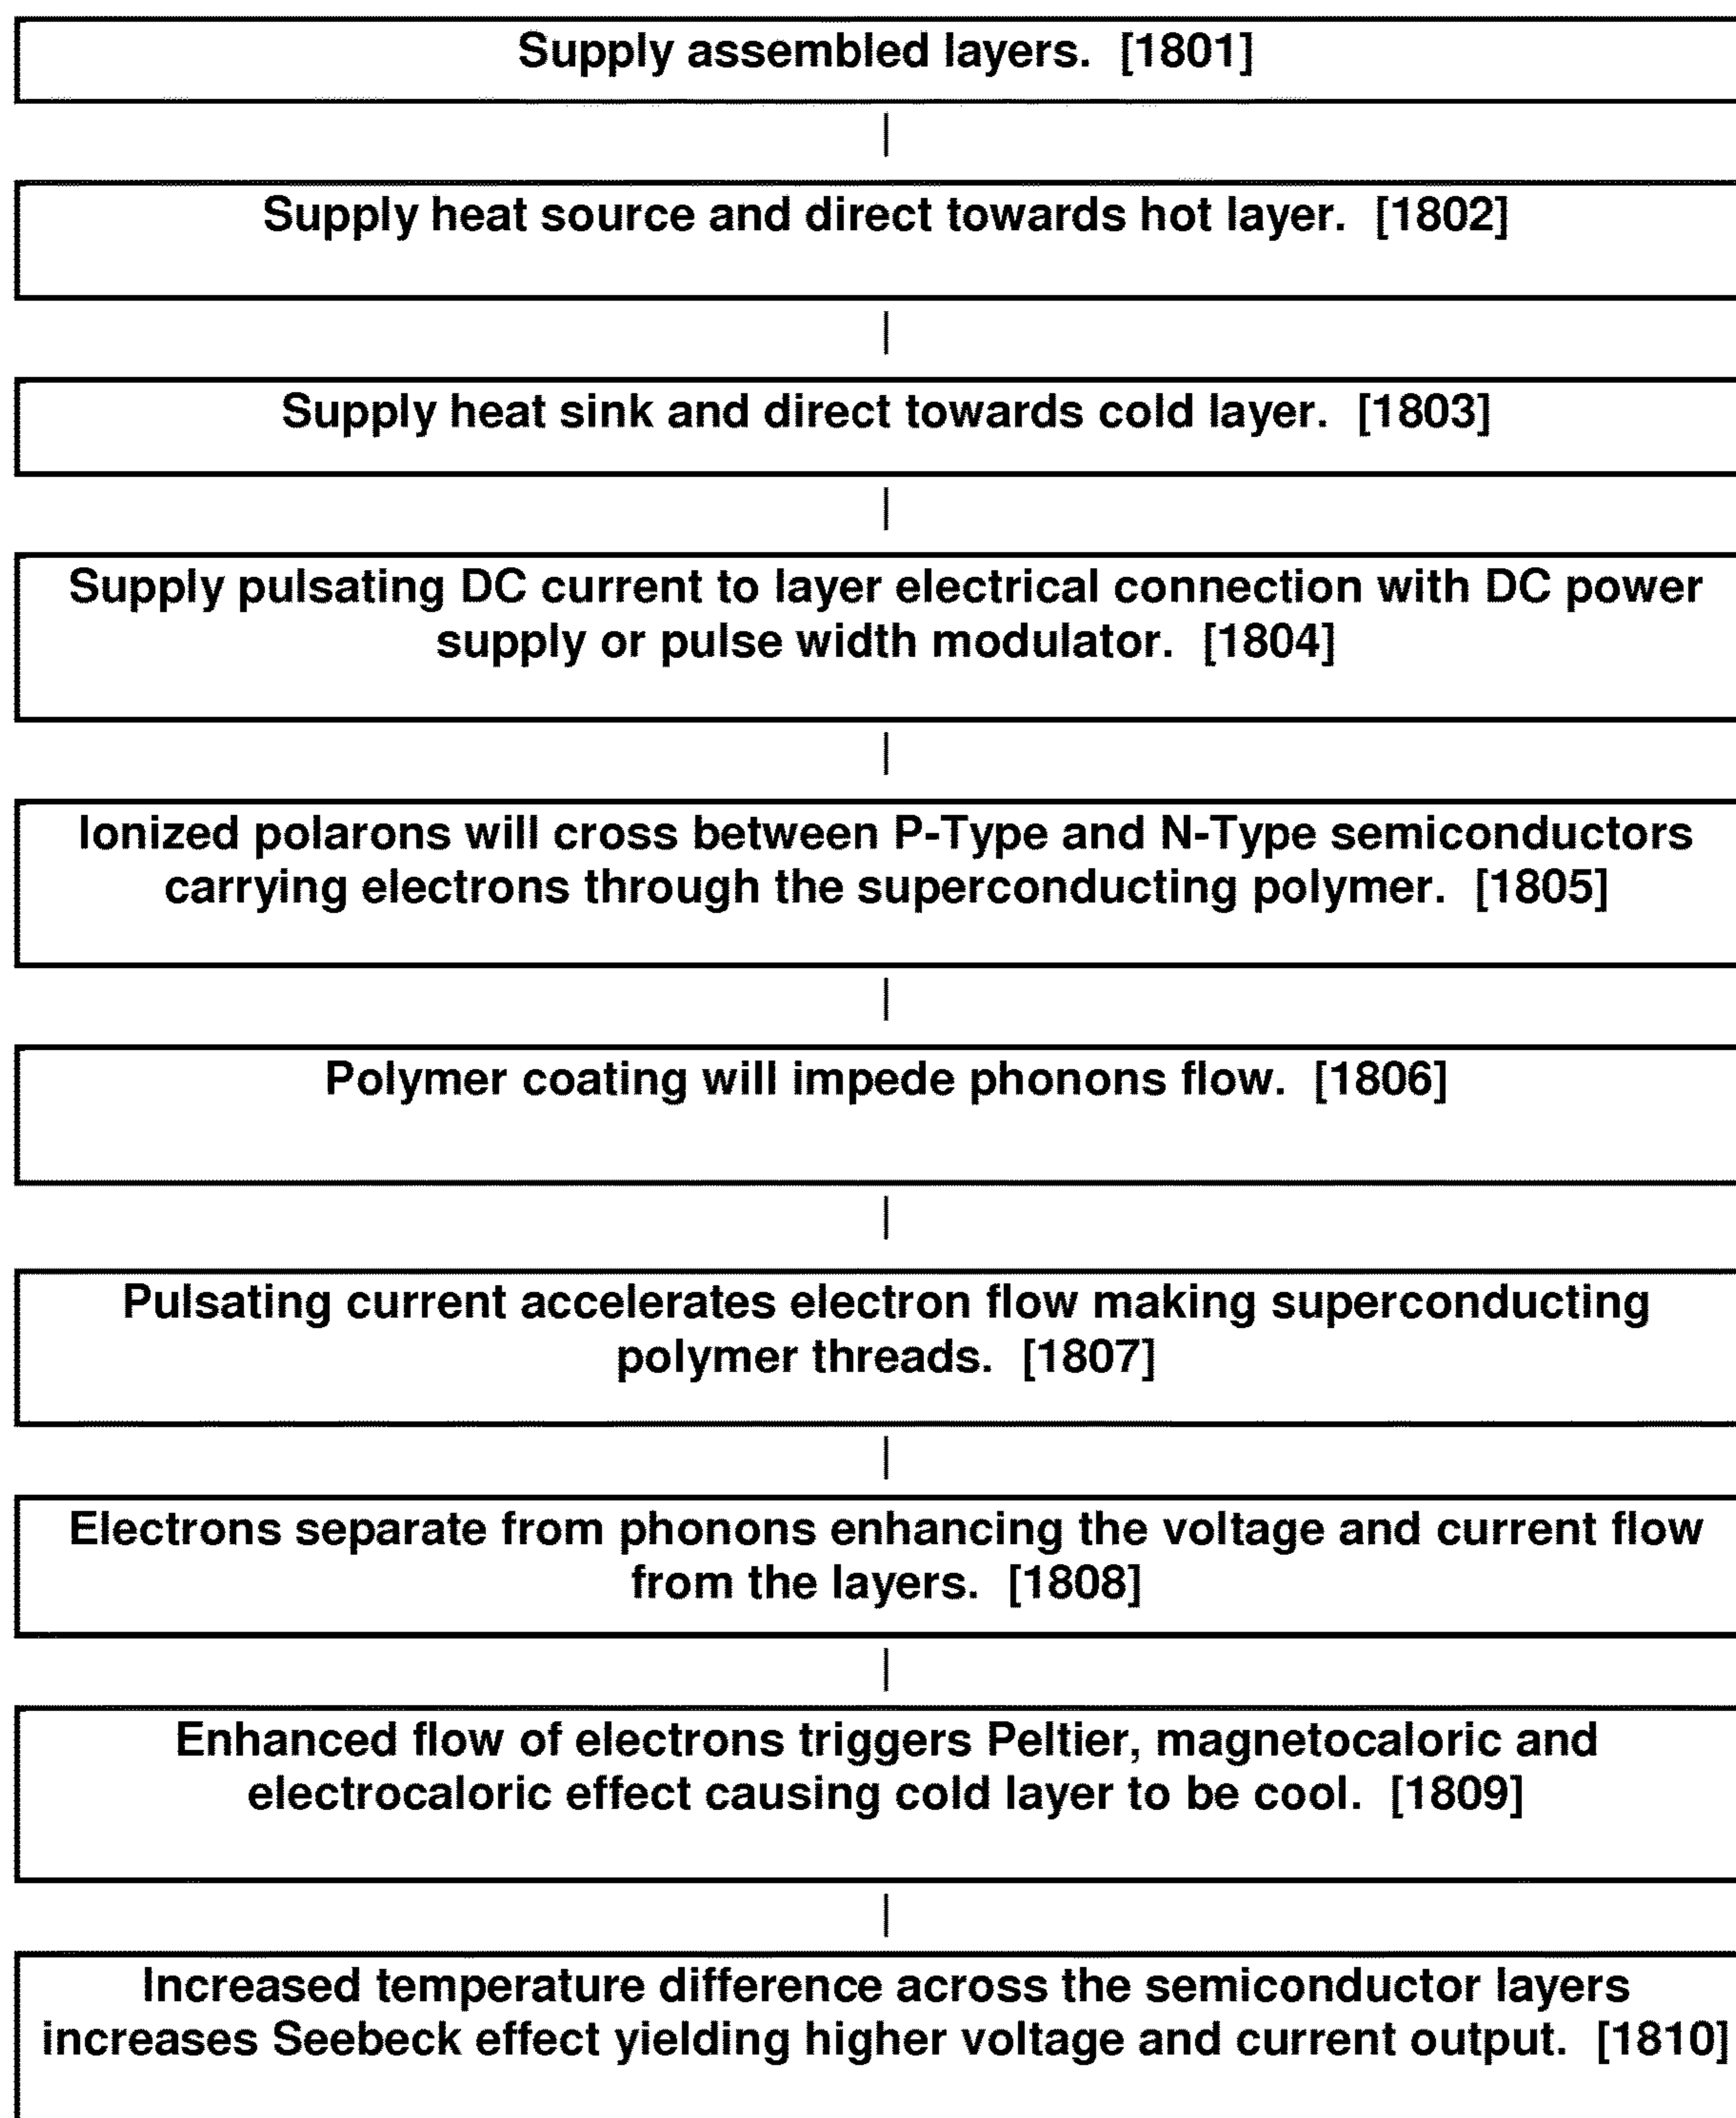 Supply assembled layers. [1801]
Supply heat source and direct towards hot layer. [1802]
Supply heat sink and direct towards cold layer. [1803]
Supply pulsating DC current to layer electrical connection with DC power
supply or pulse width modulator. [1804]
Ionized polarons will cross between P-Type and N-Type semiconductors
carrying electrons through the superconducting polymer. [1805]
Polymer coating will impede phonons flow. [1806]
Pulsating current accelerates electron flow making superconducting
polymer threads. [1807]
Electrons separate from phonons enhancing the voltage and current flow
from the layers. [1808]
Enhanced flow of electrons triggers Peltier, magnetocaloric and
electrocaloric effect causing cold layer to be cool. [1809]
Increased temperature difference across the semiconductor layers
increases Seebeck effect yielding higher voltage and current output. [1810]